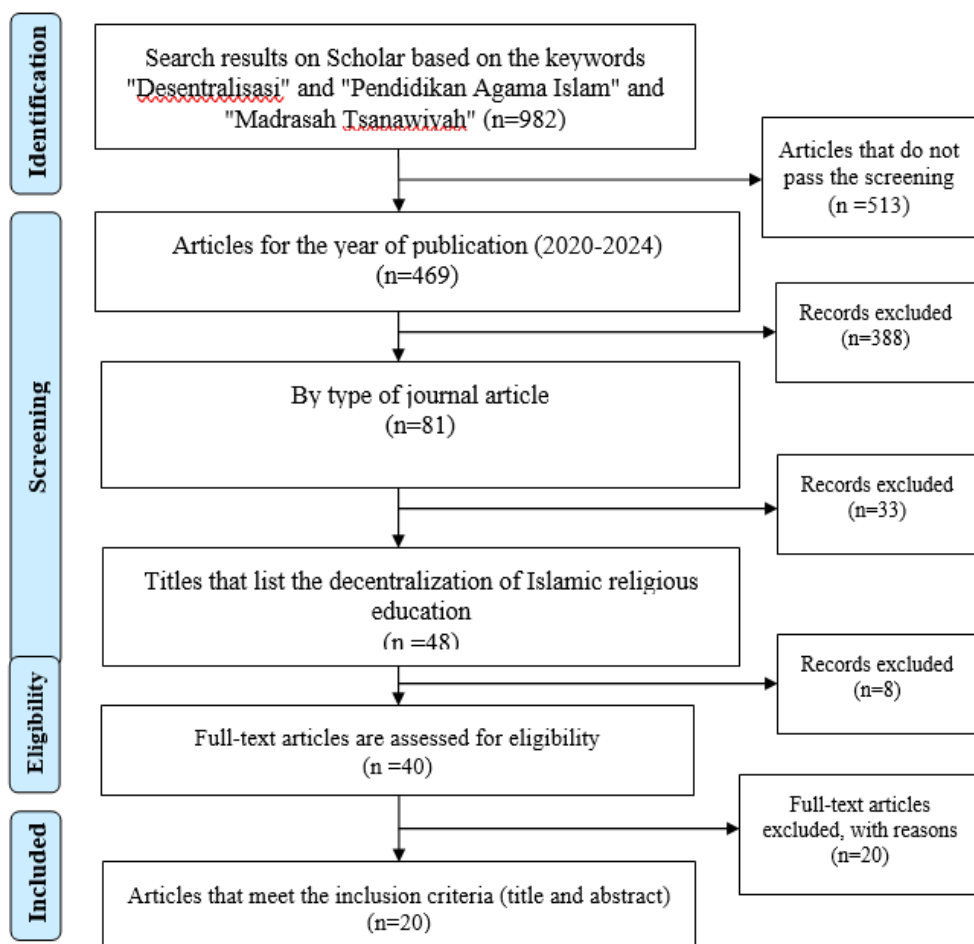 Identification
Search results on Scholar based on the keywords
"Desentralisasi" and "Pendidikan Agama Islam" and
"Madrasah Tsanawiyah" (n=982)
Articles that do not
pass the screening
(n =513)
Screening
Articles for the year of publication (2020-2024)
(n=469)
Records excluded
(n=388)
By type of journal article
(n=81)
Records excluded
(n=33)
Titles that list the decentralization of Islamic religious
education
(n =48)
Records excluded
(n=8)
Eligibility
Full-text articles are assessed for eligibility
(n =40)
Full-text articles
excluded, with reasons
(n=20)
Included
Articles that meet the inclusion criteria (title and abstract)
(n=20)